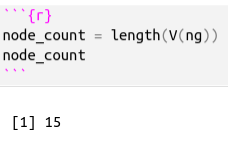 ```{r}
node_count = length(V(ng))
node_count
```
[1] 15